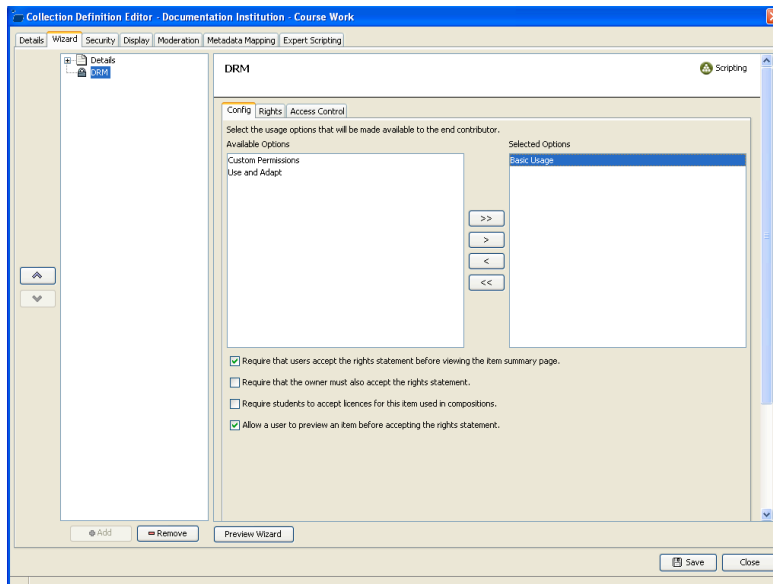 Collection Definition Editor - Documentation Institution - Course Work
Details Wizard Security Display Moderation Metadata Mapping Expert Scripting
Details
DRM
DRM
Scripting
Config Rights Access Control
Select the usage options that will be made available to the end contributor.
Available Options
Selected Options
Custom Permissions
Use and Adapt
Basic Usage
>>
>
<
<<
Require that users accept the rights statement before viewing the item summary page.
Require that the owner must also accept the rights statement.
Require students to accept licences for this item used in compositions.
Allow a user to preview an item before accepting the rights statement.
Add
Remove
Preview Wizard
Save
Close